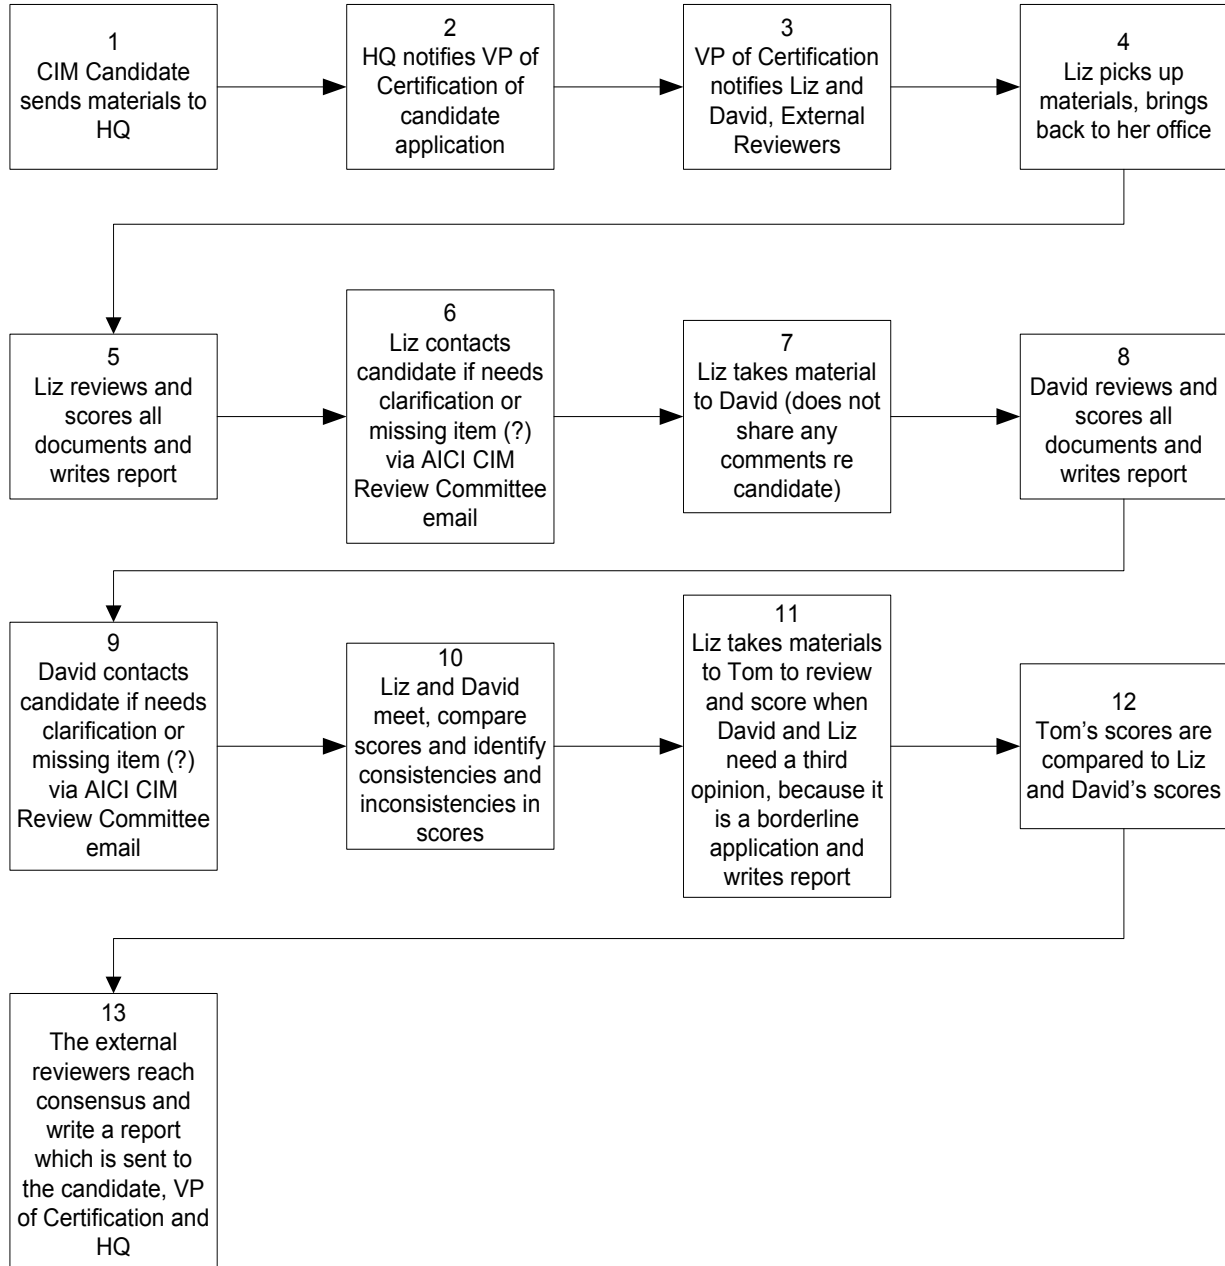 1
CIM Candidate
sends materials to
HQ
2
HQ notifies VP of
Certification of
candidate
application
3
VP of Certification
notifies Liz and
David, External
Reviewers
4
Liz picks up
materials, brings
back to her office
5
Liz reviews and
scores all
documents and
writes report
6
Liz contacts
candidate if needs
clarification or
missing item (?)
via AICI CIM
Review Committee
email
7
Liz takes material
to David (does not
share any
comments re
candidate)
8
David reviews and
scores all
documents and
writes report
9
David contacts
candidate if needs
clarification or
missing item (?)
via AICI CIM
Review Committee
email
10
Liz and David
meet, compare
scores and identify
consistencies and
inconsistencies in
scores
11
Liz takes materials
to Tom to review
and score when
David and Liz
need a third
opinion, because it
is a borderline
application and
writes report
12
Tom’s scores are
compared to Liz
and David’s scores
13
The external
reviewers reach
consensus and
write a report
which is sent to
the candidate, VP
of Certification and
HQ